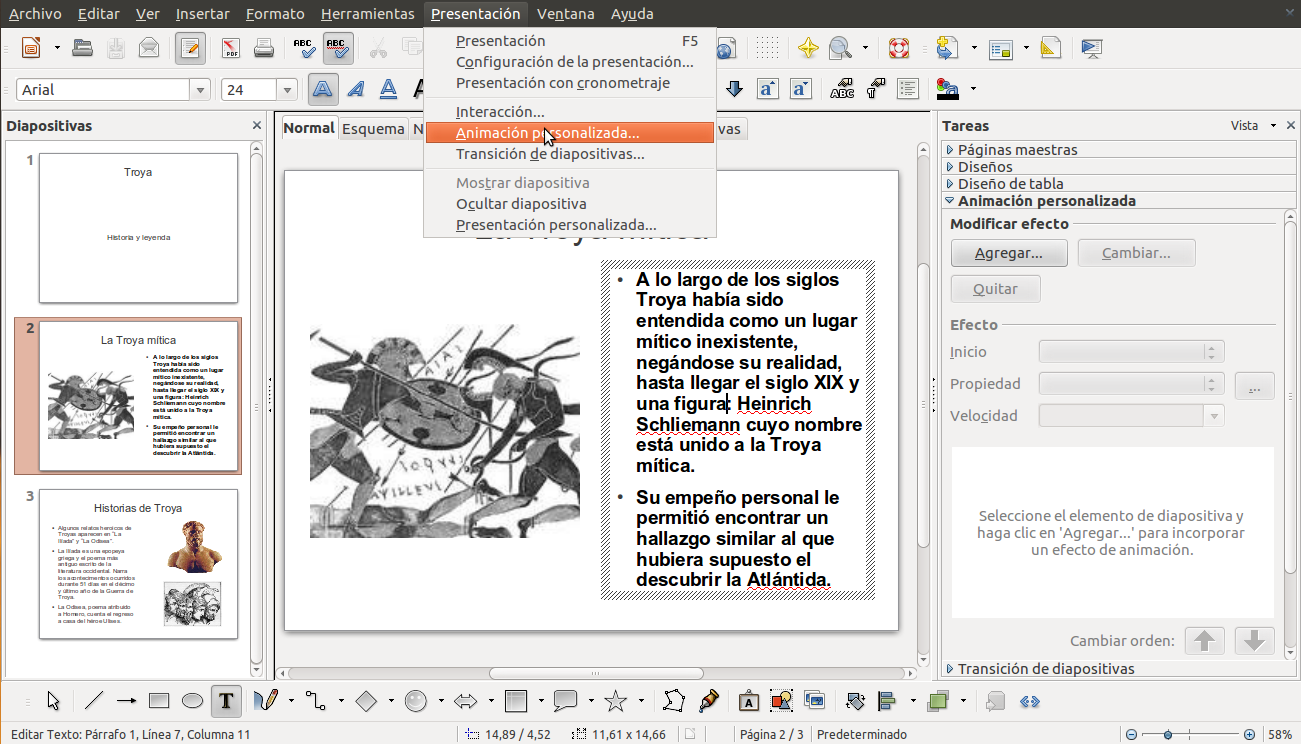 Archivo Editar Ver Insertar Formato Herramientas Presentación Ventana Ayuda
Presentación F5
Configuración de la presentación...
Presentación con cronometraje
Interacción...
Animación personalizada...
Transición de diapositivas...
Mostrar diapositiva
Ocultar diapositiva
Presentación personalizada...
Arial 24
Diapositivas
1
Troya
Historia y leyenda
2
La Troya mítica
• A lo largo de los siglos
Troya había sido
entendida como un lugar
mítico inexistente,
negándose su realidad,
hasta llegar el siglo XIX y
una figura: Heinrich
Schliemann cuyo nombre
está unido a la Troya
mítica.
• Su empeño personal le
permitió encontrar un
hallazgo similar al que
hubiera supuesto el
descubrir la Atlántida.
3
Historias de Troya
• Algunos relatos heroicos de
Troyas aparecen en "La
Ilíada" y "La Odisea".
• La Ilíada es una epopeya
griega y el poema más
antiguo escrito de la
literatura occidental. Narra
los acontecimientos ocurridos
durante 51 días en el décimo
y último año de la Guerra de
Troya.
• La Odisea, poema atribuido
a Homero, cuenta el regreso
a casa del héroe Ulises.
Normal Esquema N vas
La Troya mítica
• A lo largo de los siglos
Troya había sido
entendida como un lugar
mítico inexistente,
negándose su realidad,
hasta llegar el siglo XIX y
una figura: Heinrich
Schliemann cuyo nombre
está unido a la Troya
mítica.
• Su empeño personal le
permitió encontrar un
hallazgo similar al que
hubiera supuesto el
descubrir la Atlántida.
Tareas Vista
Páginas maestras
Diseños
Diseño de tabla
Animación personalizada
Modificar efecto
Agregar... Cambiar...
Quitar
Efecto
Inicio
Propiedad ...
Velocidad
Seleccione el elemento de diapositiva y
haga clic en 'Agregar...' para incorporar
un efecto de animación.
Cambiar orden:
Transición de diapositivas
Editar Texto: Párrafo 1, Línea 7, Columna 11 14,89 / 4,52 11,61 x 14,66 Página 2 / 3 Predeterminado 58%